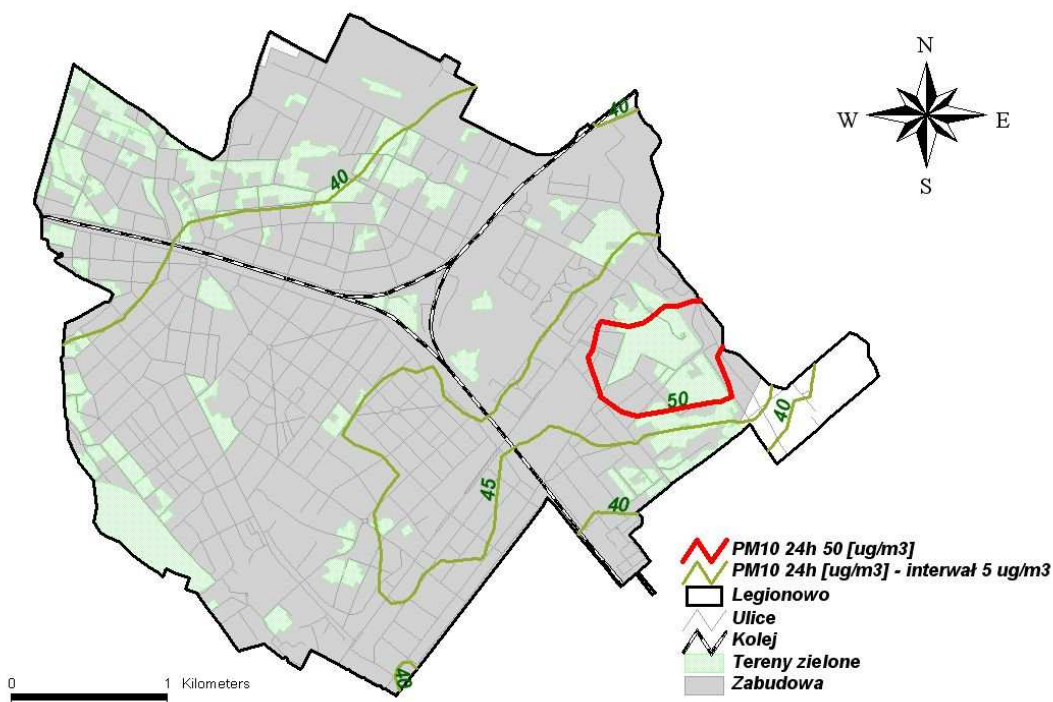 N
W E
S
40
40
50
40
45
40
40
PM10 24h 50 [ug/m3]
PM10 24h [ug/m3] - interwał 5 ug/m3
Legionowo
Ulice
Kolej
Tereny zielone
Zabudowa
0 1 Kilometers